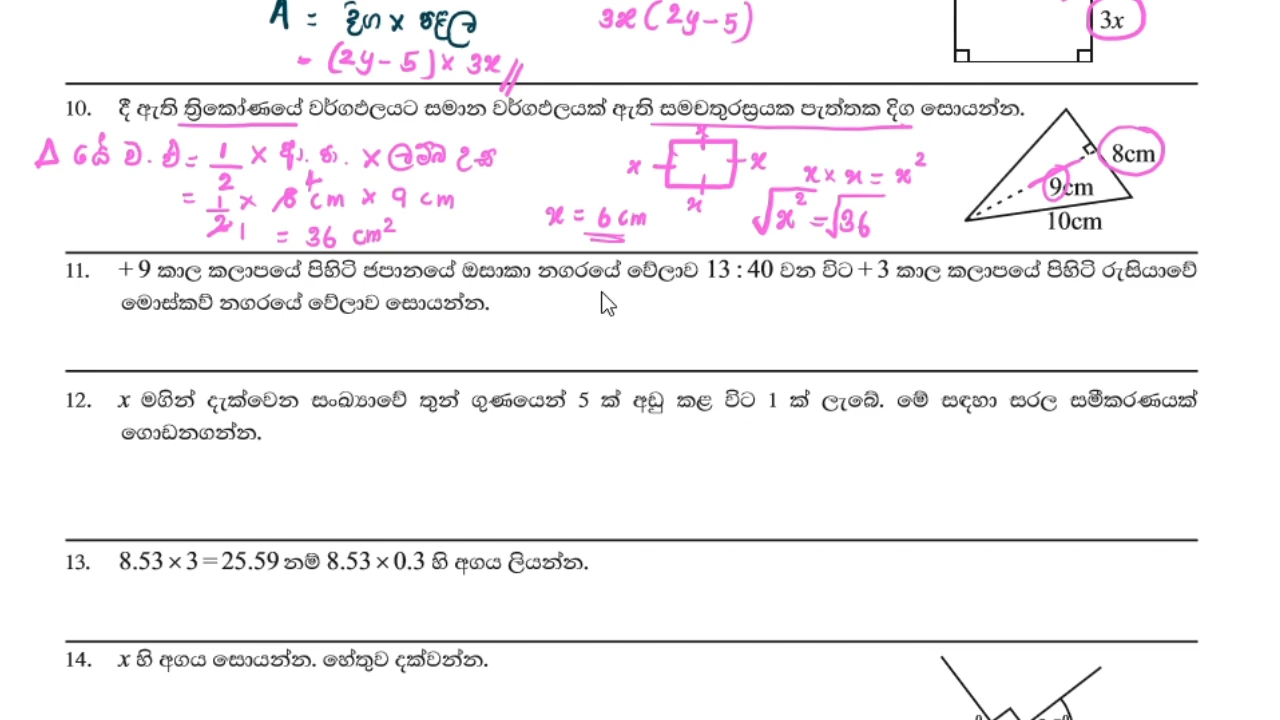 A = දිග x පළල
3x (2y - 5)
= (2y - 5) x 3x //
3x
10. දී ඇති ත්‍රිකෝණයේ වර්ගඵලයට සමාන වර්ගඵලයක් ඇති සමචතුරස්‍රයක පැත්තක දිග සොයන්න.
Δ යේ ව. ඵ = 1/2 x ආ. පා. x ලම්බ උස
= 1/2 x 8 cm x 9 cm
4
1
= 36 cm²
x
x
x
x
x × x = x²
√x² = √36
x = 6 cm
8cm
9cm
10cm
11. + 9 කාල කලාපයේ පිහිටි ජපානයේ ඔසාකා නගරයේ වේලාව 13 : 40 වන විට + 3 කාල කලාපයේ පිහිටි රුසියාවේ
මොස්කව් නගරයේ වේලාව සොයන්න.
12. x මගින් දැක්වෙන සංඛ්‍යාවේ තුන් ගුණයෙන් 5 ක් අඩු කළ විට 1 ක් ලැබේ. මේ සඳහා සරල සමීකරණයක්
ගොඩනගන්න.
13. 8.53 × 3 = 25.59 නම් 8.53 × 0.3 හි අගය ලියන්න.
14. x හි අගය සොයන්න. හේතුව දක්වන්න.